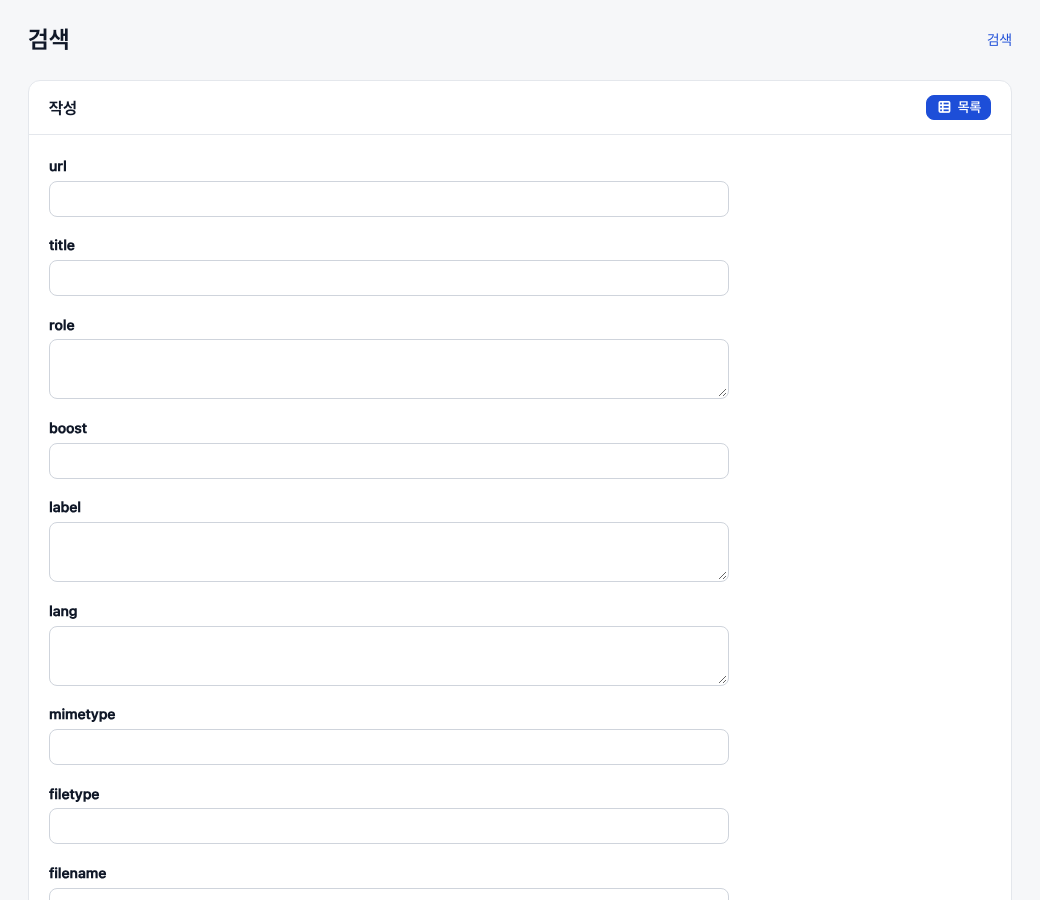 검색
검색
작성
목록
url
title
role
boost
label
lang
mimetype
filetype
filename